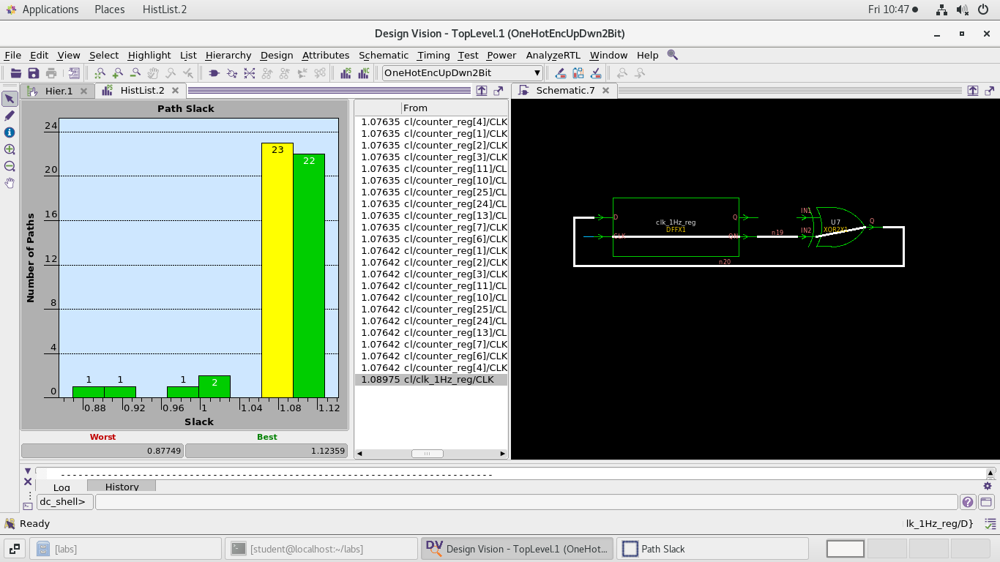 Applications Places HistList.2 Fri 10:47
Design Vision - TopLevel.1 (OneHotEncUpDwn2Bit)
File Edit View Select Highlight List Hierarchy Design Attributes Schematic Timing Test Power AnalyzeRTL Window Help
OneHotEncUpDwn2Bit
Hier.1 HistList.2 Schematic.7
Path Slack
Number of Paths
24
20
16
12
8
4
0
1 1 1 2 23 22
0.88 0.92 0.96 1 1.04 1.08 1.12
Slack
Worst Best
0.87749 1.12359
From
1.07635 cl/counter_reg[4]/CLK
1.07635 cl/counter_reg[1]/CLK
1.07635 cl/counter_reg[2]/CLK
1.07635 cl/counter_reg[3]/CLK
1.07635 cl/counter_reg[11]/CL
1.07635 cl/counter_reg[10]/CL
1.07635 cl/counter_reg[25]/CL
1.07635 cl/counter_reg[24]/CL
1.07635 cl/counter_reg[13]/CL
1.07635 cl/counter_reg[7]/CLK
1.07635 cl/counter_reg[6]/CLK
1.07642 cl/counter_reg[1]/CLK
1.07642 cl/counter_reg[2]/CLK
1.07642 cl/counter_reg[3]/CLK
1.07642 cl/counter_reg[11]/CL
1.07642 cl/counter_reg[10]/CL
1.07642 cl/counter_reg[25]/CL
1.07642 cl/counter_reg[24]/CL
1.07642 cl/counter_reg[13]/CL
1.07642 cl/counter_reg[7]/CLK
1.07642 cl/counter_reg[6]/CLK
1.07642 cl/counter_reg[4]/CLK
1.08975 cl/clk_1Hz_reg/CLK
D clk_1Hz_reg Q
DFFX1
CLK QN
n19
IN1
IN2
U7
XOR2X1
Q
n20
Log History
dc_shell>
Ready lk_1Hz_reg/D}
[labs] [student@localhost:~/labs] DV Design Vision - TopLevel.1 (OneHot... Path Slack